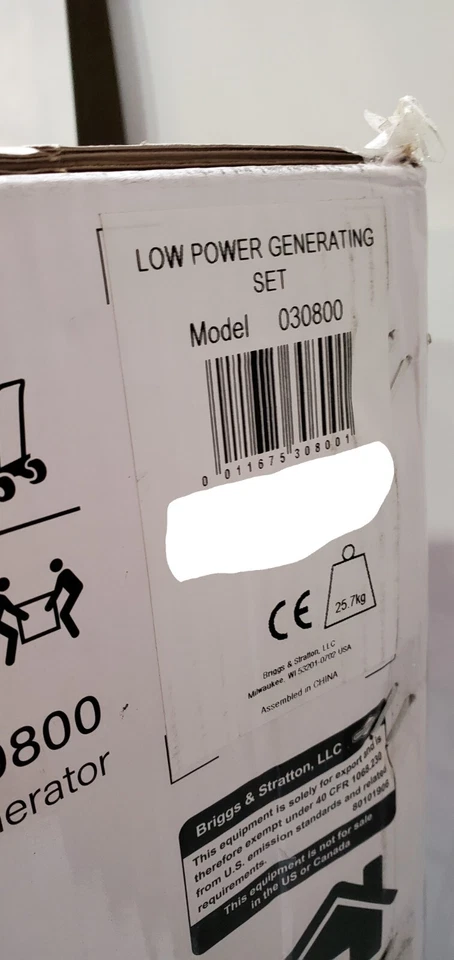 LOW POWER GENERATING
SET
Model 030800
0 011675 308001
CE
25.7kg
Briggs & Stratton, LLC
Milwaukee, WI 53201-0702 USA
Assembled in CHINA
0800
erator
Briggs & Stratton, LLC
This equipment is solely for export and is
therefore exempt under 40 CFR 1068.230
from U.S. emission standards and related
requirements.
80101906
This equipment is not for sale
in the US or Canada